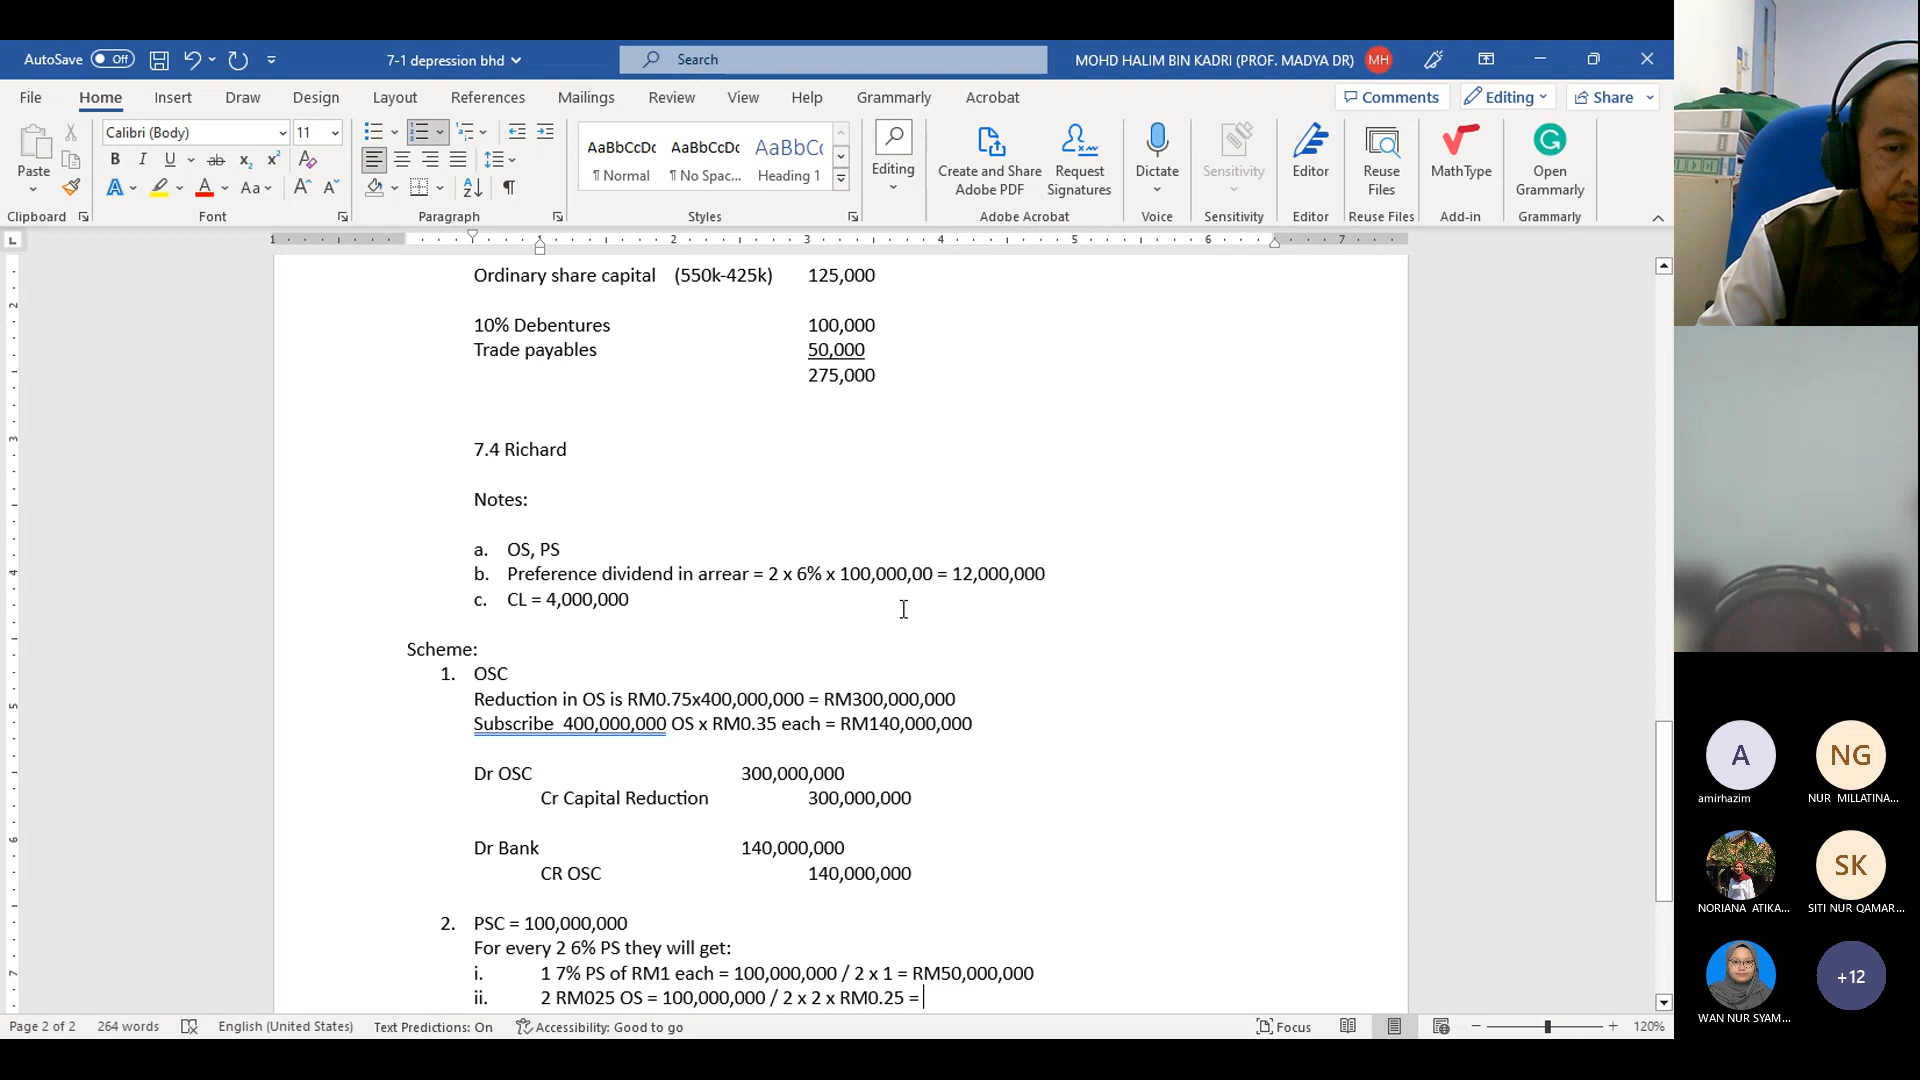 AutoSave Off 7-1 depression bhd Search MOHD HALIM BIN KADRI (PROF. MADYA DR) MH
File Home Insert Draw Design Layout References Mailings Review View Help Grammarly Acrobat Comments Editing Share
Calibri (Body) 11
AaBbCcDc AaBbCcDc AaBbC
Paste
¶ Normal ¶ No Spac... Heading 1
Editing
Create and Share Adobe PDF
Request Signatures
Dictate
Sensitivity
Editor
Reuse Files
MathType
Open Grammarly
Clipboard Font Paragraph Styles Adobe Acrobat Voice Sensitivity Editor Reuse Files Add-in Grammarly
1 1 2 3 4 5 6 7
Ordinary share capital (550k-425k) 125,000
10% Debentures 100,000
Trade payables 50,000
275,000
7.4 Richard
Notes:
a. OS, PS
b. Preference dividend in arrear = 2 x 6% x 100,000,00 = 12,000,000
c. CL = 4,000,000
Scheme:
1. OSC
Reduction in OS is RM0.75x400,000,000 = RM300,000,000
Subscribe 400,000,000 OS x RM0.35 each = RM140,000,000
Dr OSC 300,000,000
Cr Capital Reduction 300,000,000
Dr Bank 140,000,000
CR OSC 140,000,000
2. PSC = 100,000,000
For every 2 6% PS they will get:
i. 1 7% PS of RM1 each = 100,000,000 / 2 x 1 = RM50,000,000
ii. 2 RM025 OS = 100,000,000 / 2 x 2 x RM0.25 =
Page 2 of 2 264 words English (United States) Text Predictions: On Accessibility: Good to go Focus 120%
A NG
amirhazim NUR MILLATINA...
SK
NORIANA ATIKA... SITI NUR QAMAR...
+12
WAN NUR SYAM...